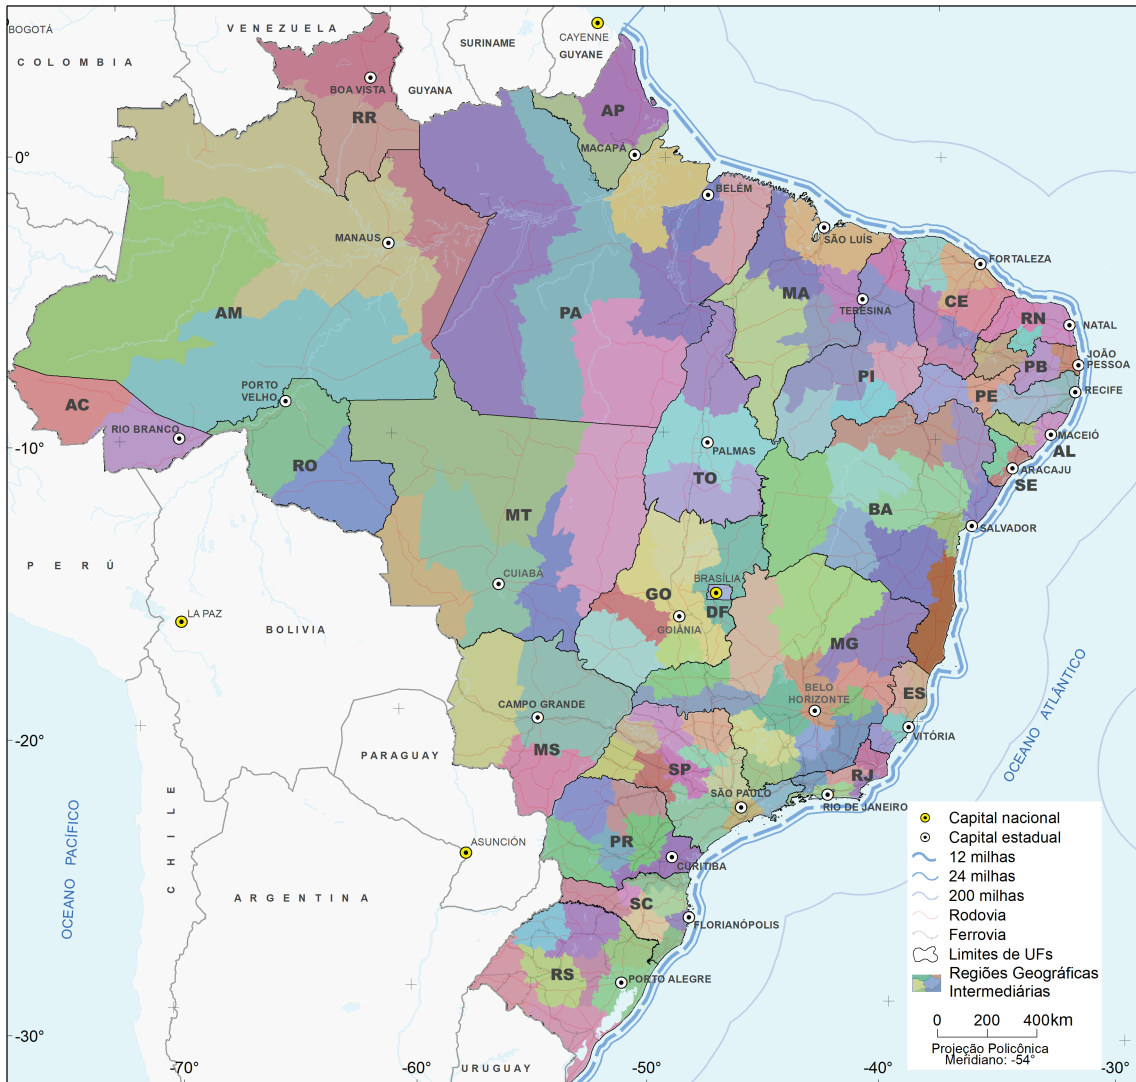 BOGOTÁ
VENEZUELA
COLOMBIA
SURINAME
CAYENNE
GUYANE
GUYANA
BOA VISTA
RR
AP
MACAPÁ
0°
BELÉM
MANAUS
SÃO LUÍS
FORTALEZA
AM
PA
MA
TERESINA
CE
RN
NATAL
JOÃO
PESSOA
PB
PI
PE
RECIFE
AC
PORTO
VELHO
RIO BRANCO
-10°
RO
PALMAS
TO
MACEIÓ
AL
ARACAJU
SE
MT
BA
SALVADOR
PERÚ
CUIABÁ
BRASÍLIA
GO
DF
GOIÂNIA
LA PAZ
BOLIVIA
MG
CAMPO GRANDE
BELO
HORIZONTE
ES
VITÓRIA
OCEANO ATLÂNTICO
-20°
MS
PARAGUAY
SP
RJ
SÃO PAULO
RIO DE JANEIRO
CHILE
OCEANO PACÍFICO
ASUNCIÓN
PR
CURITIBA
ARGENTINA
SC
FLORIANÓPOLIS
RS
PORTO ALEGRE
-30°
URUGUAY
-70°
-60°
-50°
-40°
-30°
Capital nacional
Capital estadual
12 milhas
24 milhas
200 milhas
Rodovia
Ferrovia
Limites de UFs
Regiões Geográficas
Intermediárias
0 200 400km
Projeção Policônica
Meridiano: -54°